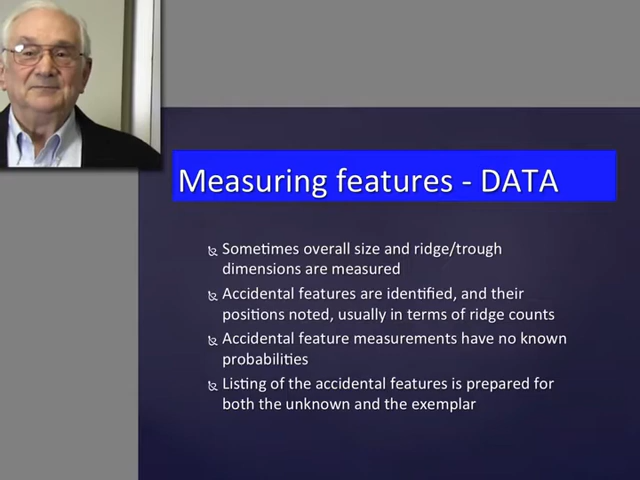 Measuring features - DATA
Sometimes overall size and ridge/trough
dimensions are measured
Accidental features are identified, and their
positions noted, usually in terms of ridge counts
Accidental feature measurements have no known
probabilities
Listing of the accidental features is prepared for
both the unknown and the exemplar